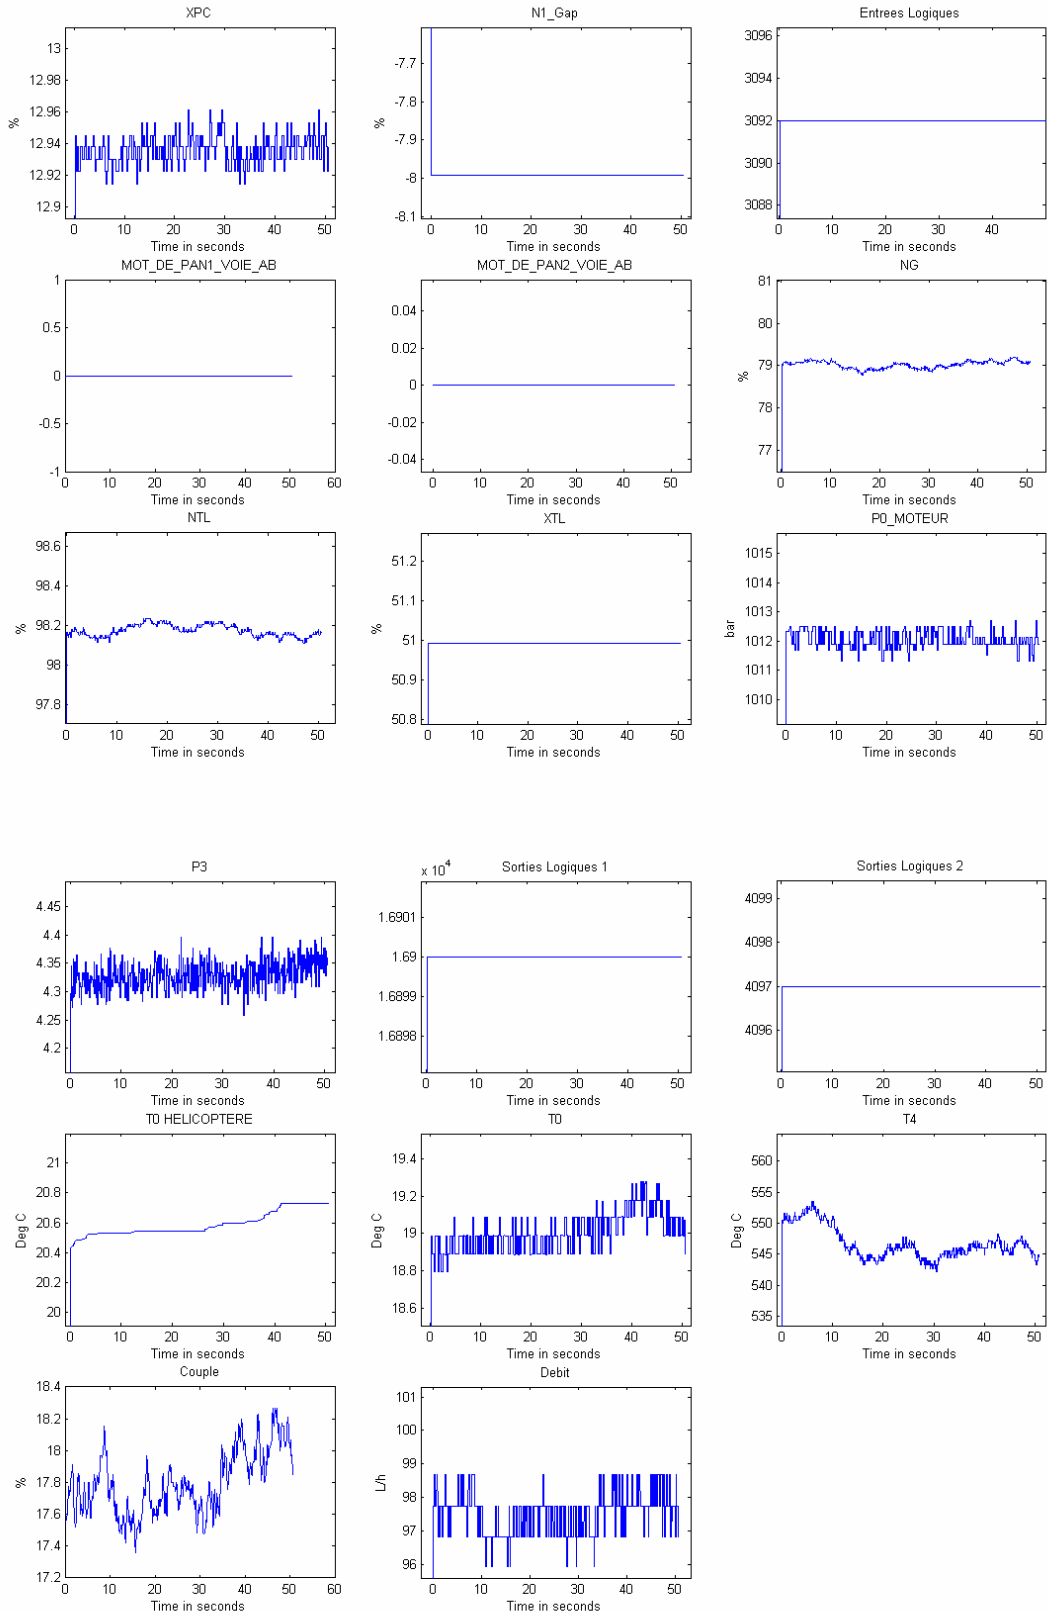 XPC
13
12.98
12.96
12.94
12.92
12.9
%
0 10 20 30 40 50
Time in seconds
N1_Gap
-7.7
-7.8
-7.9
-8
-8.1
%
0 10 20 30 40 50
Time in seconds
Entrees Logiques
3096
3094
3092
3090
3088
0 10 20 30 40
Time in seconds
MOT_DE_PAN1_VOIE_AB
1
0.5
0
-0.5
-1
0 10 20 30 40 50 60
Time in seconds
MOT_DE_PAN2_VOIE_AB
0.04
0.02
0
-0.02
-0.04
0 10 20 30 40 50
Time in seconds
NG
81
80
79
78
77
%
0 10 20 30 40 50
Time in seconds
NTL
98.6
98.4
98.2
98
97.8
%
0 10 20 30 40 50
Time in seconds
XTL
51.2
51.1
51
50.9
50.8
%
0 10 20 30 40 50
Time in seconds
P0_MOTEUR
1015
1014
1013
1012
1011
1010
bar
0 10 20 30 40 50
Time in seconds
P3
4.45
4.4
4.35
4.3
4.25
4.2
0 10 20 30 40 50
Time in seconds
x 10^4
Sorties Logiques 1
1.6901
1.69
1.6899
1.6898
0 10 20 30 40 50
Time in seconds
Sorties Logiques 2
4099
4098
4097
4096
0 10 20 30 40 50
Time in seconds
T0 HELICOPTERE
21
20.8
20.6
20.4
20.2
20
Deg C
0 10 20 30 40 50
Time in seconds
T0
19.4
19.2
19
18.8
18.6
Deg C
0 10 20 30 40 50
Time in seconds
T4
560
555
550
545
540
535
Deg C
0 10 20 30 40 50
Time in seconds
Couple
18.4
18.2
18
17.8
17.6
17.4
17.2
%
0 10 20 30 40 50 60
Time in seconds
Debit
101
100
99
98
97
96
L/h
0 10 20 30 40 50
Time in seconds